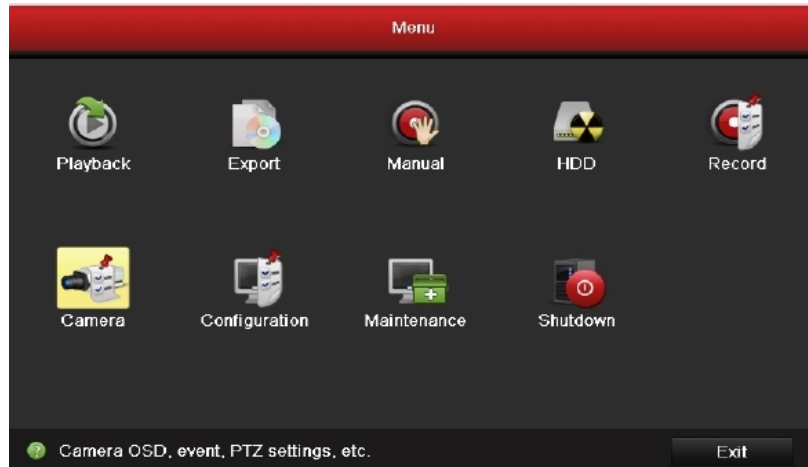 Menu
Playback Export Manual HDD Record
Camera Configuration Maintenance Shutdown
Camera OSD, event, PTZ settings, etc. Exit